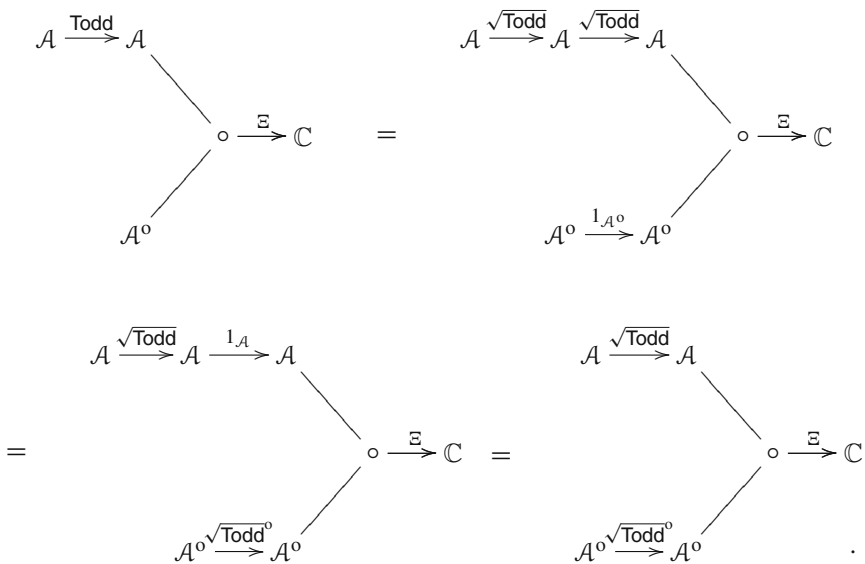 𝒜 --Todd--> 𝒜 √Todd √Todd
𝒜 ⟶ 𝒜 ⟶ 𝒜
∘ --Ξ--> ℂ = ∘ --Ξ--> ℂ
𝒜ᵒ 𝒜ᵒ --1_𝒜ᵒ--> 𝒜ᵒ
𝒜 --√Todd--> 𝒜 --1_𝒜--> 𝒜 𝒜 --√Todd--> 𝒜
= ∘ --Ξ--> ℂ = ∘ --Ξ--> ℂ
𝒜ᵒ --√Toddᵒ--> 𝒜ᵒ 𝒜ᵒ --√Toddᵒ--> 𝒜ᵒ .